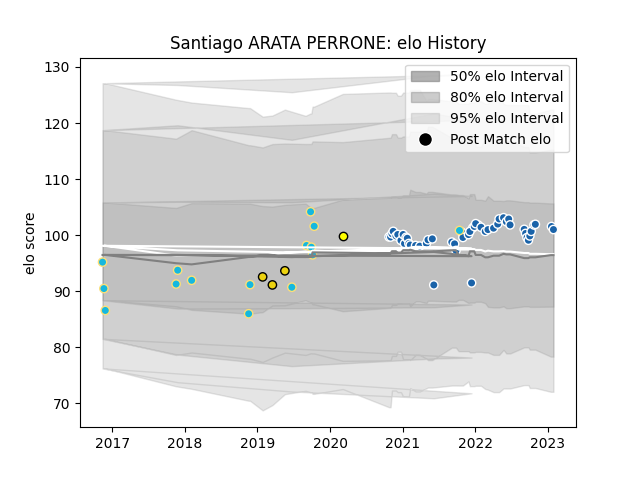 Santiago ARATA PERRONE: elo History
130
120
110
100
90
80
70
elo score
50% elo Interval
80% elo Interval
95% elo Interval
Post Match elo
2017 2018 2019 2020 2021 2022 2023